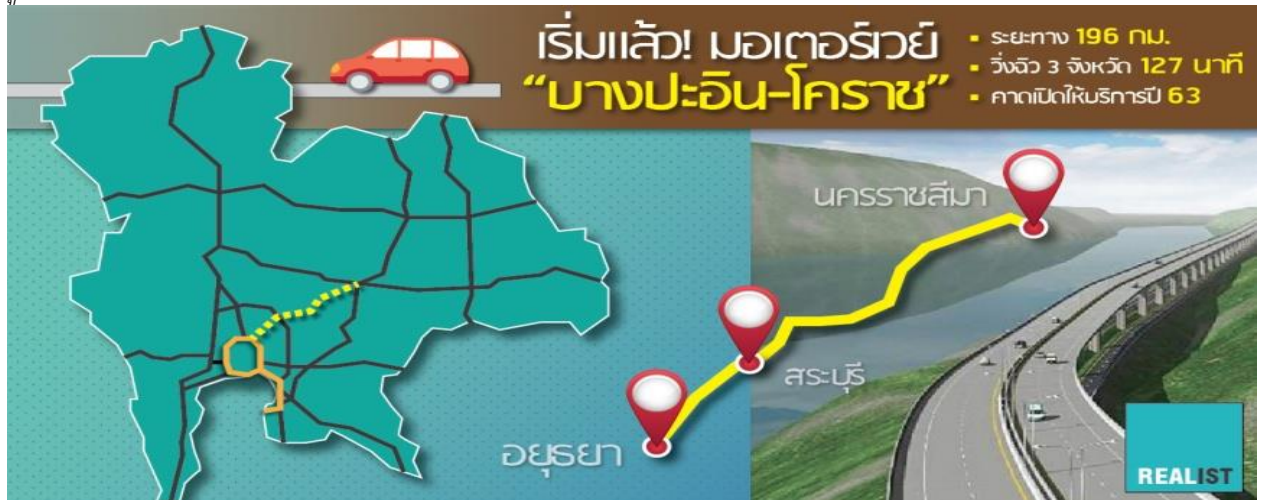 เริ่มแล้ว! มอเตอร์เวย์
“บางปะอิน-โคราช”
▪ ระยะทาง 196 กม.
▪ วิ่งฉิว 3 จังหวัด 127 นาที
▪ คาดเปิดให้บริการปี 63
นครราชสีมา
สระบุรี
อยุธยา
REALIST